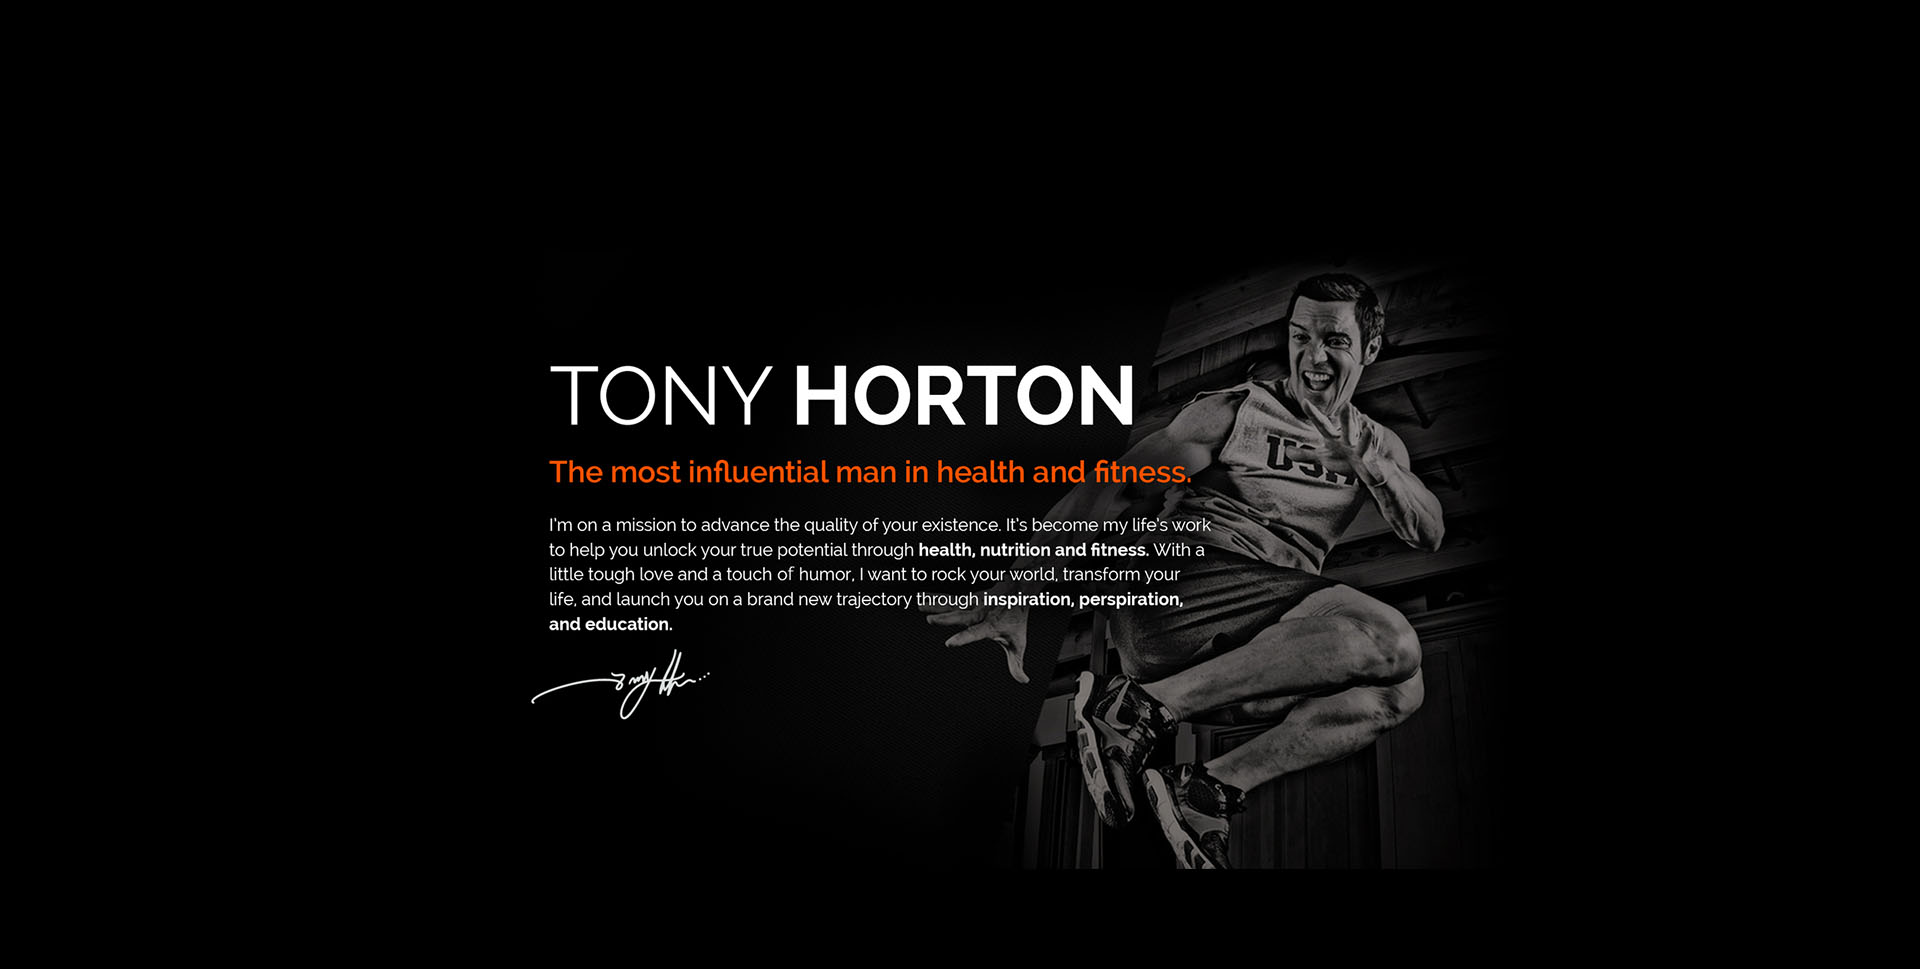 TONY HORTON
The most influential man in health and fitness.
I'm on a mission to advance the quality of your existence. It's become my life's work
to help you unlock your true potential through health, nutrition and fitness. With a
little tough love and a touch of humor, I want to rock your world, transform your
life, and launch you on a brand new trajectory through inspiration, perspiration,
and education.
USA